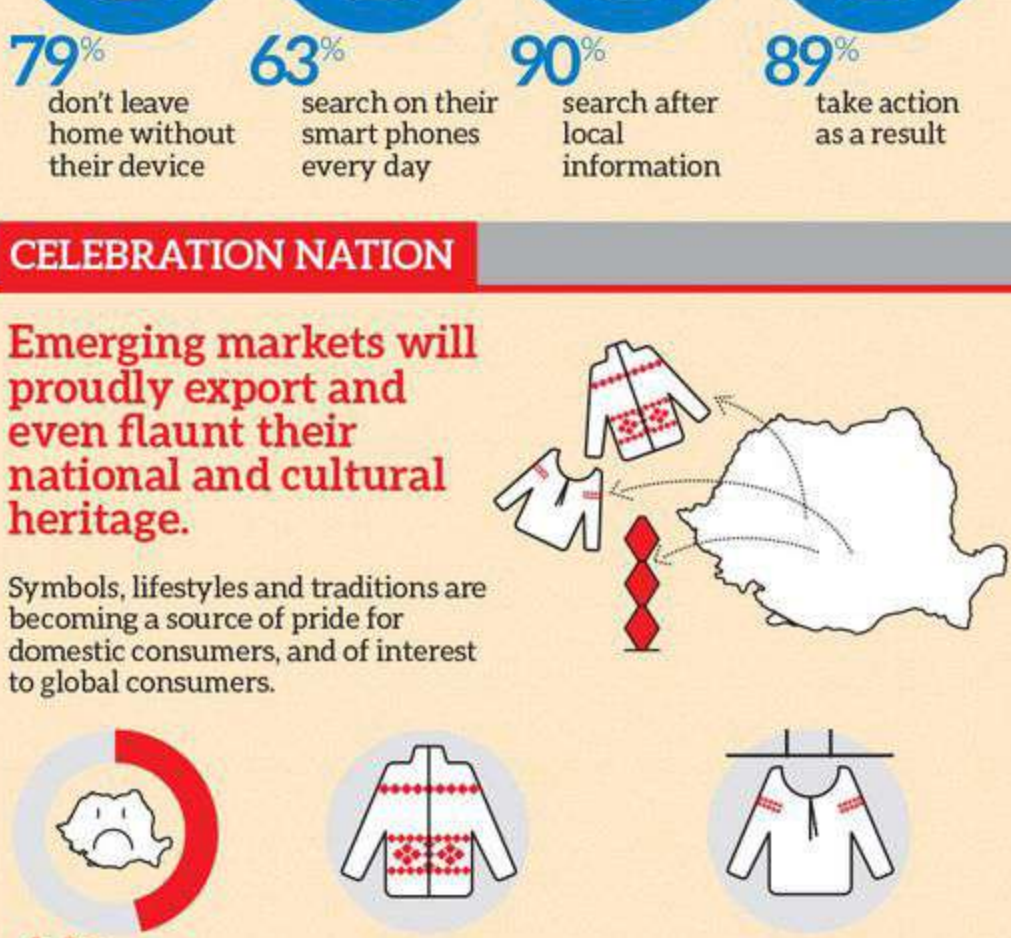 79%
don't leave
home without
their device
63%
search on their
smart phones
every day
90%
search after
local
information
89%
take action
as a result
CELEBRATION NATION
Emerging markets will
proudly export and
even flaunt their
national and cultural
heritage.
Symbols, lifestyles and traditions are
becoming a source of pride for
domestic consumers, and of interest
to global consumers.